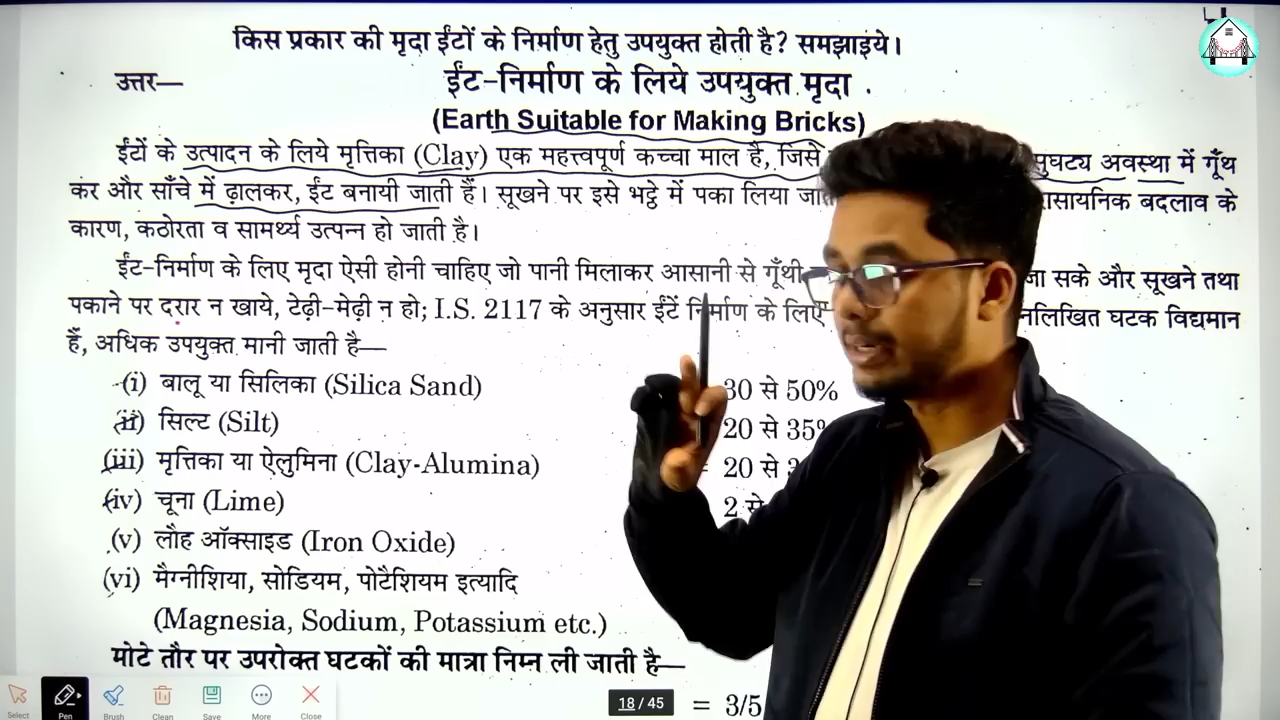 किस प्रकार की मृदा ईंटों के निर्माण हेतु उपयुक्त होती है? समझाइये।
उत्तर— ईंट-निर्माण के लिये उपयुक्त मृदा .
(Earth Suitable for Making Bricks)
ईंटों के उत्पादन के लिये मृत्तिका (Clay) एक महत्त्वपूर्ण कच्चा माल है, जिसे सुघट्य अवस्था में गूँथ
कर और साँचे में ढ़ालकर, ईंट बनायी जाती हैं। सूखने पर इसे भट्ठे में पका लिया रासायनिक बदलाव के
कारण, कठोरता व सामर्थ्य उत्पन्न हो जाती है।
ईंट-निर्माण के लिए मृदा ऐसी होनी चाहिए जो पानी मिलाकर आसानी से गूँथी जा सके और सूखने तथा
पकाने पर दरार न खाये, टेढ़ी-मेढ़ी न हो; I.S. 2117 के अनुसार ईंटें निर्माण के लिए घटक विद्यमान
हैं, अधिक उपयुक्त मानी जाती है—
(i) बालू या सिलिका (Silica Sand) 30 से 50%
(ii) सिल्ट (Silt) 20 से
(iii) मृत्तिका या ऐलुमिना (Clay-Alumina) = 20 से
(iv) चूना (Lime) 2 से
(v) लौह ऑक्साइड (Iron Oxide)
(vi) मैग्नीशिया, सोडियम, पोटैशियम इत्यादि
(Magnesia, Sodium, Potassium etc.)
मोटे तौर पर उपरोक्त घटकों की मात्रा निम्न ली जाती है—
= 3/5
18 / 45
Select Pen Brush Clean Save More Close